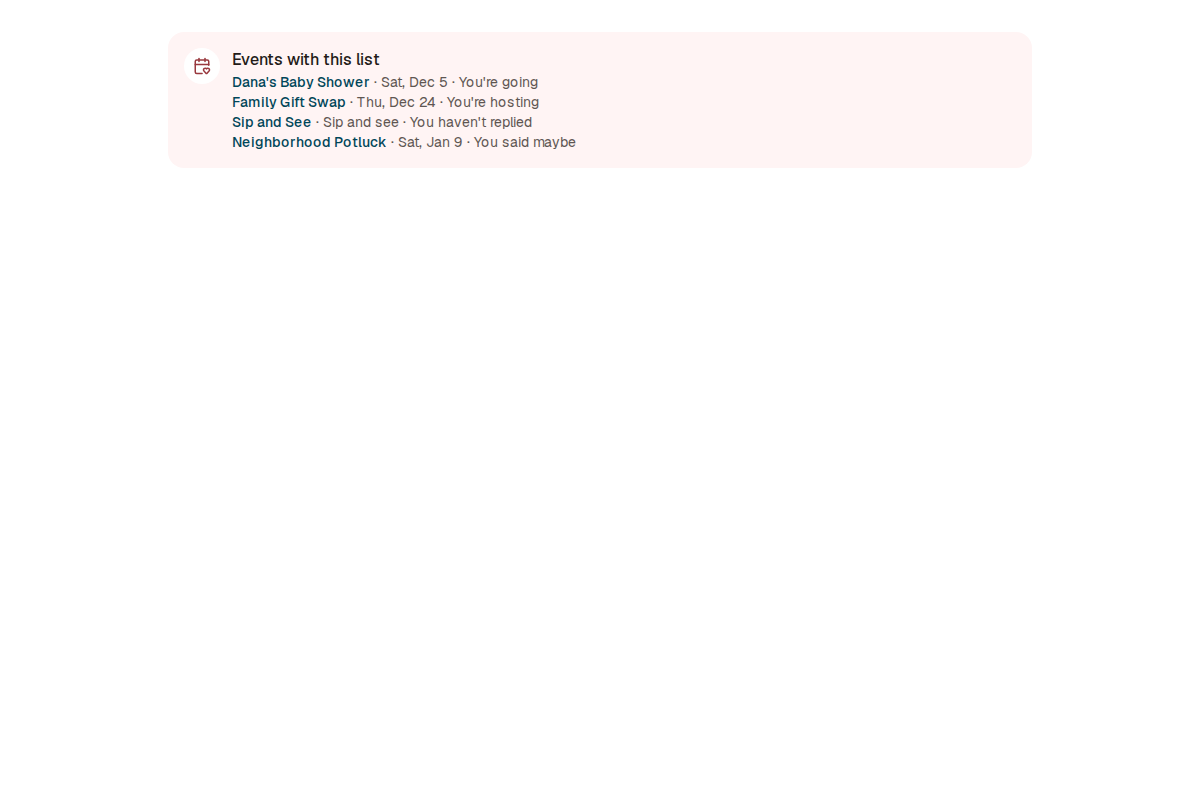 Events with this list
Dana's Baby Shower · Sat, Dec 5 · You're going
Family Gift Swap · Thu, Dec 24 · You're hosting
Sip and See · Sip and see · You haven't replied
Neighborhood Potluck · Sat, Jan 9 · You said maybe